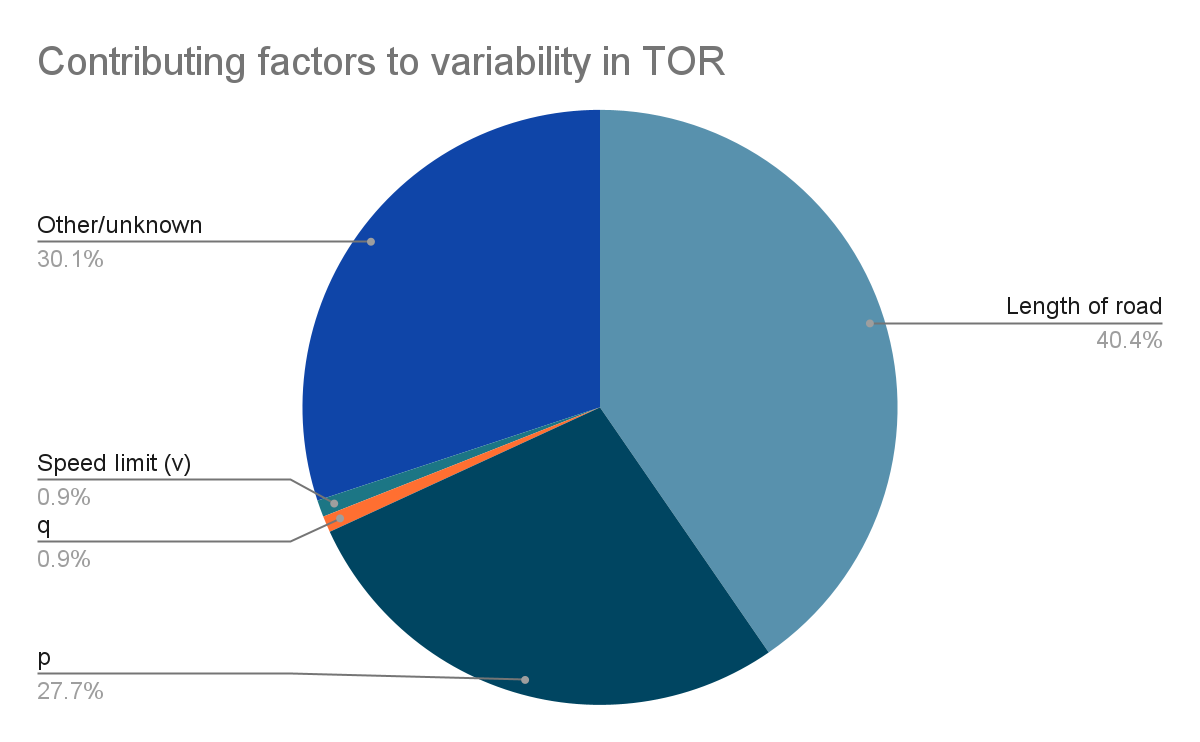 Contributing factors to variability in TOR
Other/unknown
30.1%
Length of road
40.4%
Speed limit (v)
0.9%
q
0.9%
p
27.7%